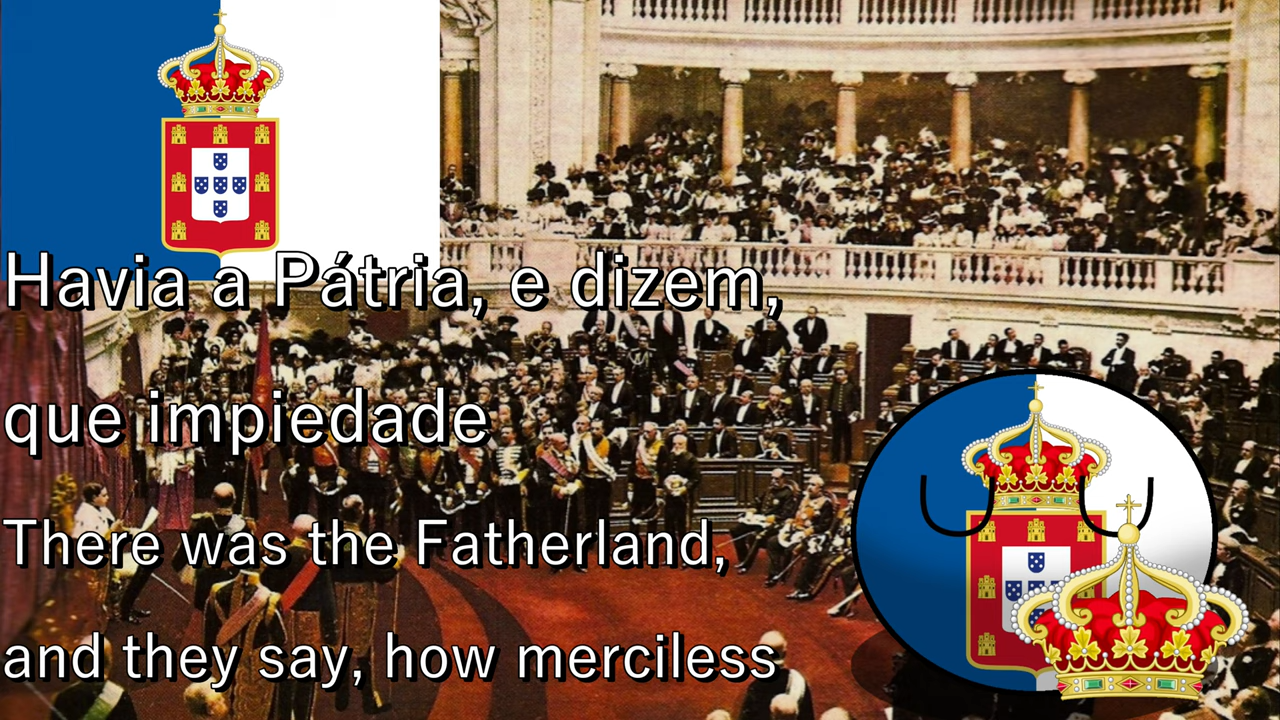 Havia a Pátria, e dizem,
que impiedade
There was the Fatherland,
and they say, how merciless